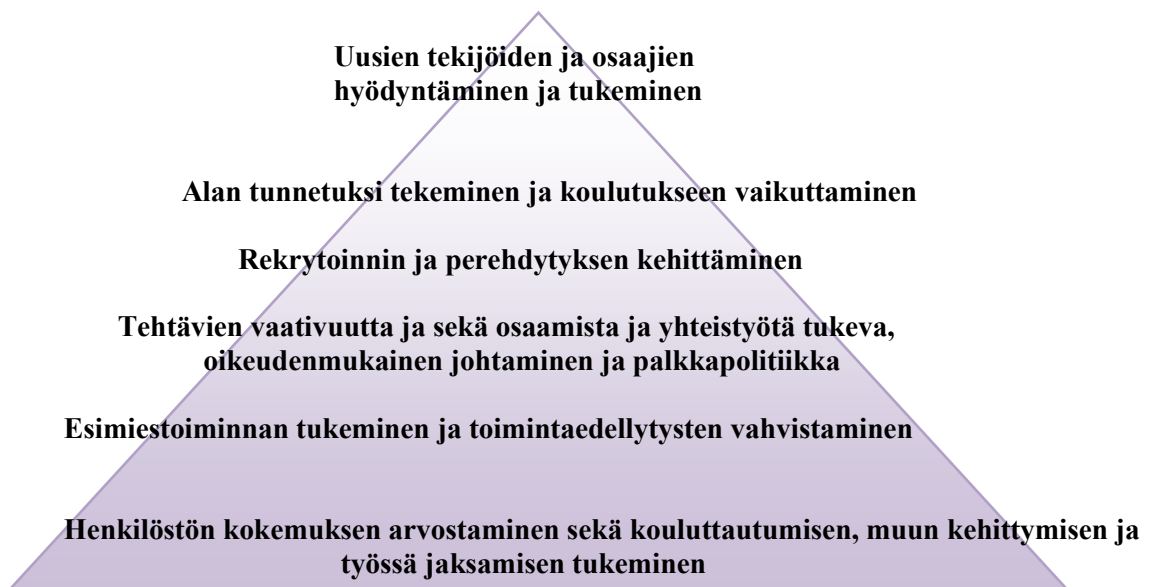 Uusien tekijöiden ja osaajien
hyödyntäminen ja tukeminen
Alan tunnetuksi tekeminen ja koulutukseen vaikuttaminen
Rekrytoinnin ja perehdytyksen kehittäminen
Tehtävien vaativuutta ja sekä osaamista ja yhteistyötä tukeva,
oikeudenmukainen johtaminen ja palkkapolitiikka
Esimiestoiminnan tukeminen ja toimintaedellytysten vahvistaminen
Henkilöstön kokemuksen arvostaminen sekä kouluttautumisen, muun kehittymisen ja
työssä jaksamisen tukeminen